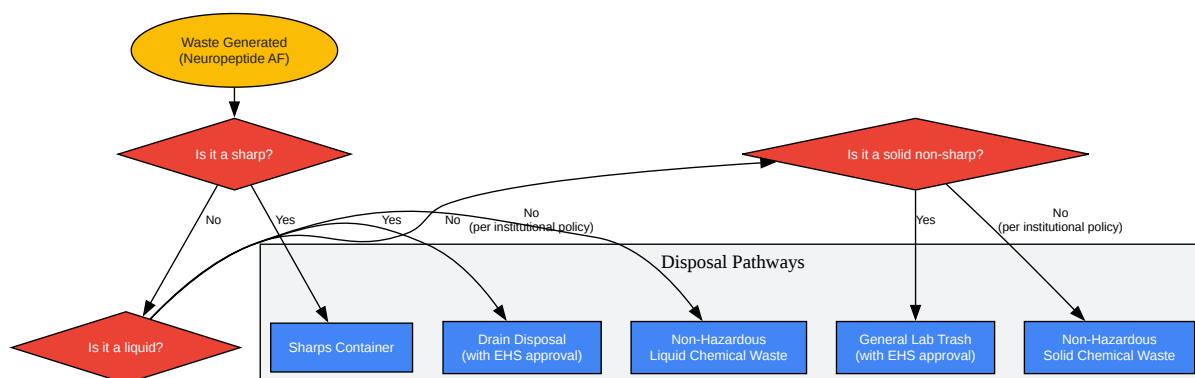 Waste Generated
(Neuropeptide AF)
Is it a sharp?
Is it a solid non-sharp?
No
Yes
Yes
No
No
(per institutional policy)
Yes
No
(per institutional policy)
Disposal Pathways
Is it a liquid?
Sharps Container
Drain Disposal
(with EHS approval)
Non-Hazardous
Liquid Chemical Waste
General Lab Trash
(with EHS approval)
Non-Hazardous
Solid Chemical Waste